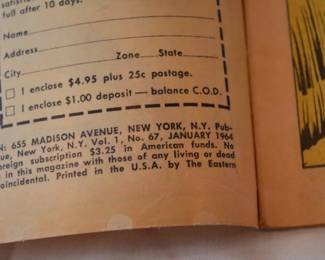 full after 10 days.
Name
Address
Zone State
City
I enclose $4.95 plus 25c postage.
I enclose $1.00 deposit — balance C.O.D.
N: 655 MADISON AVENUE, NEW YORK, N.Y. Pub-
ue, New York, N.Y. Vol. 1, No. 67, JANUARY 1964
oreign subscription $3.25 in American funds. No
in this magazine with those of any living or dead
oincidental. Printed in the U.S.A. by The Eastern